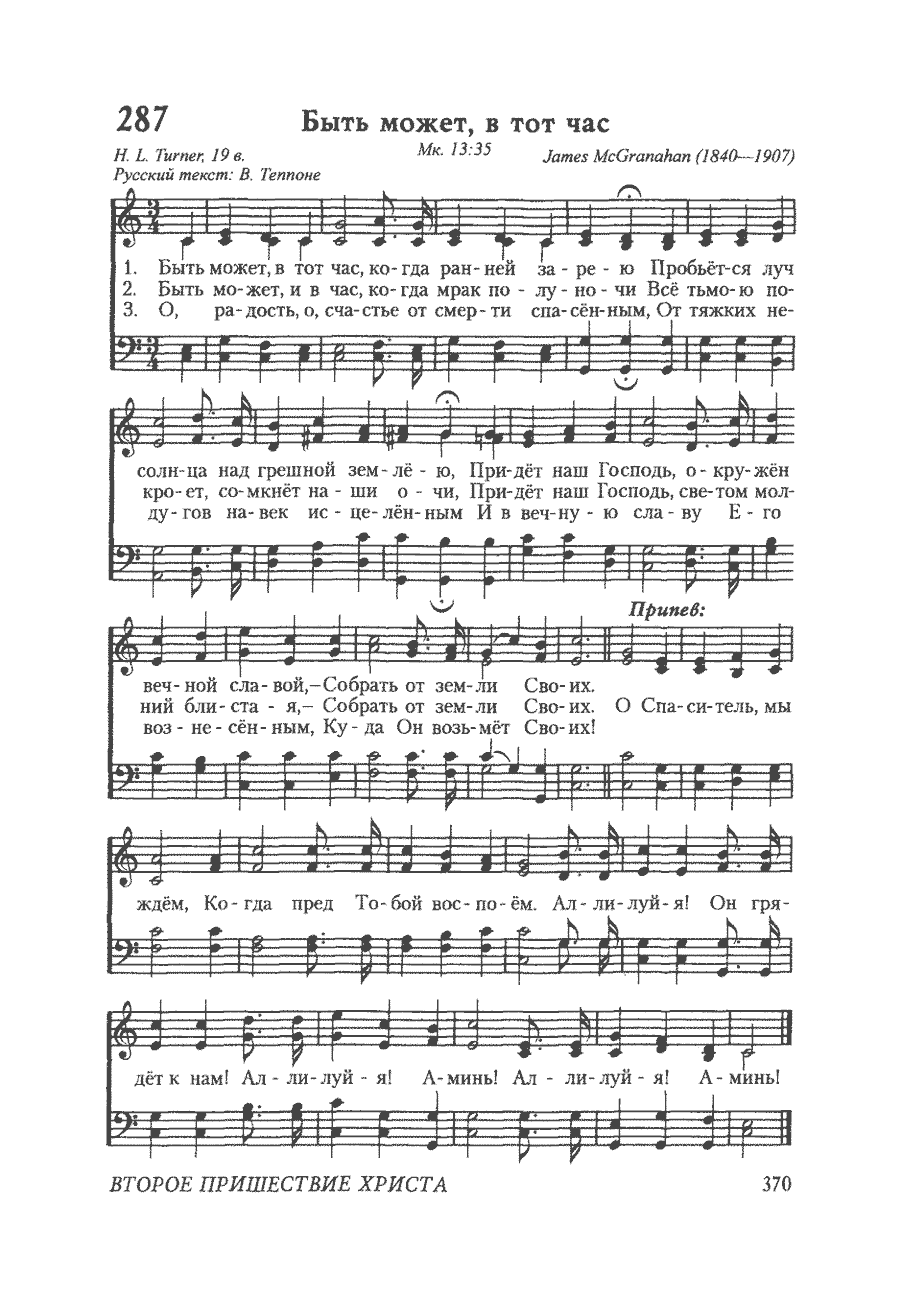 287 Быть может, в тот час
H. L. Turner, 19 в. Мк. 13:35 James McGranahan (1840—1907)
Русский текст: В. Теппоне
1. Быть может, в тот час, ко- гда ран- ней за - ре - ю Пробьёт-ся луч
2. Быть мо- жет, и в час, ко- гда мрак по - лу - но - чи Всё тьмо- ю по-
3. О, ра- дость, о, сча- стье от смер- ти спа- сён- ным, От тяжких не-
солн- ца над грешной зем - лё - ю, При-дёт наш Господь, о - кру- жён
кро- ет, со- мкнёт на - ши о - чи, При-дёт наш Господь, све- том мол-
ду - гов на- век ис - це - лён- ным И в веч- ну - ю сла - ву Е - го
Припев:
веч- ной сла- вой,– Собрать от зем- ли Сво- их.
ний бли- ста - я,– Собрать от зем- ли Сво- их. О Спа- си- тель, мы
воз - не - сён- ным, Ку - да Он возь- мёт Сво- их!
ждём, Ко - гда пред То- бой вос - по - ём. Ал - ли- луй- я! Он гря-
дёт к нам! Ал - ли- луй - я! А- минь! Ал - ли- луй - я! А - минь!
ВТОРОЕ ПРИШЕСТВИЕ ХРИСТА 370